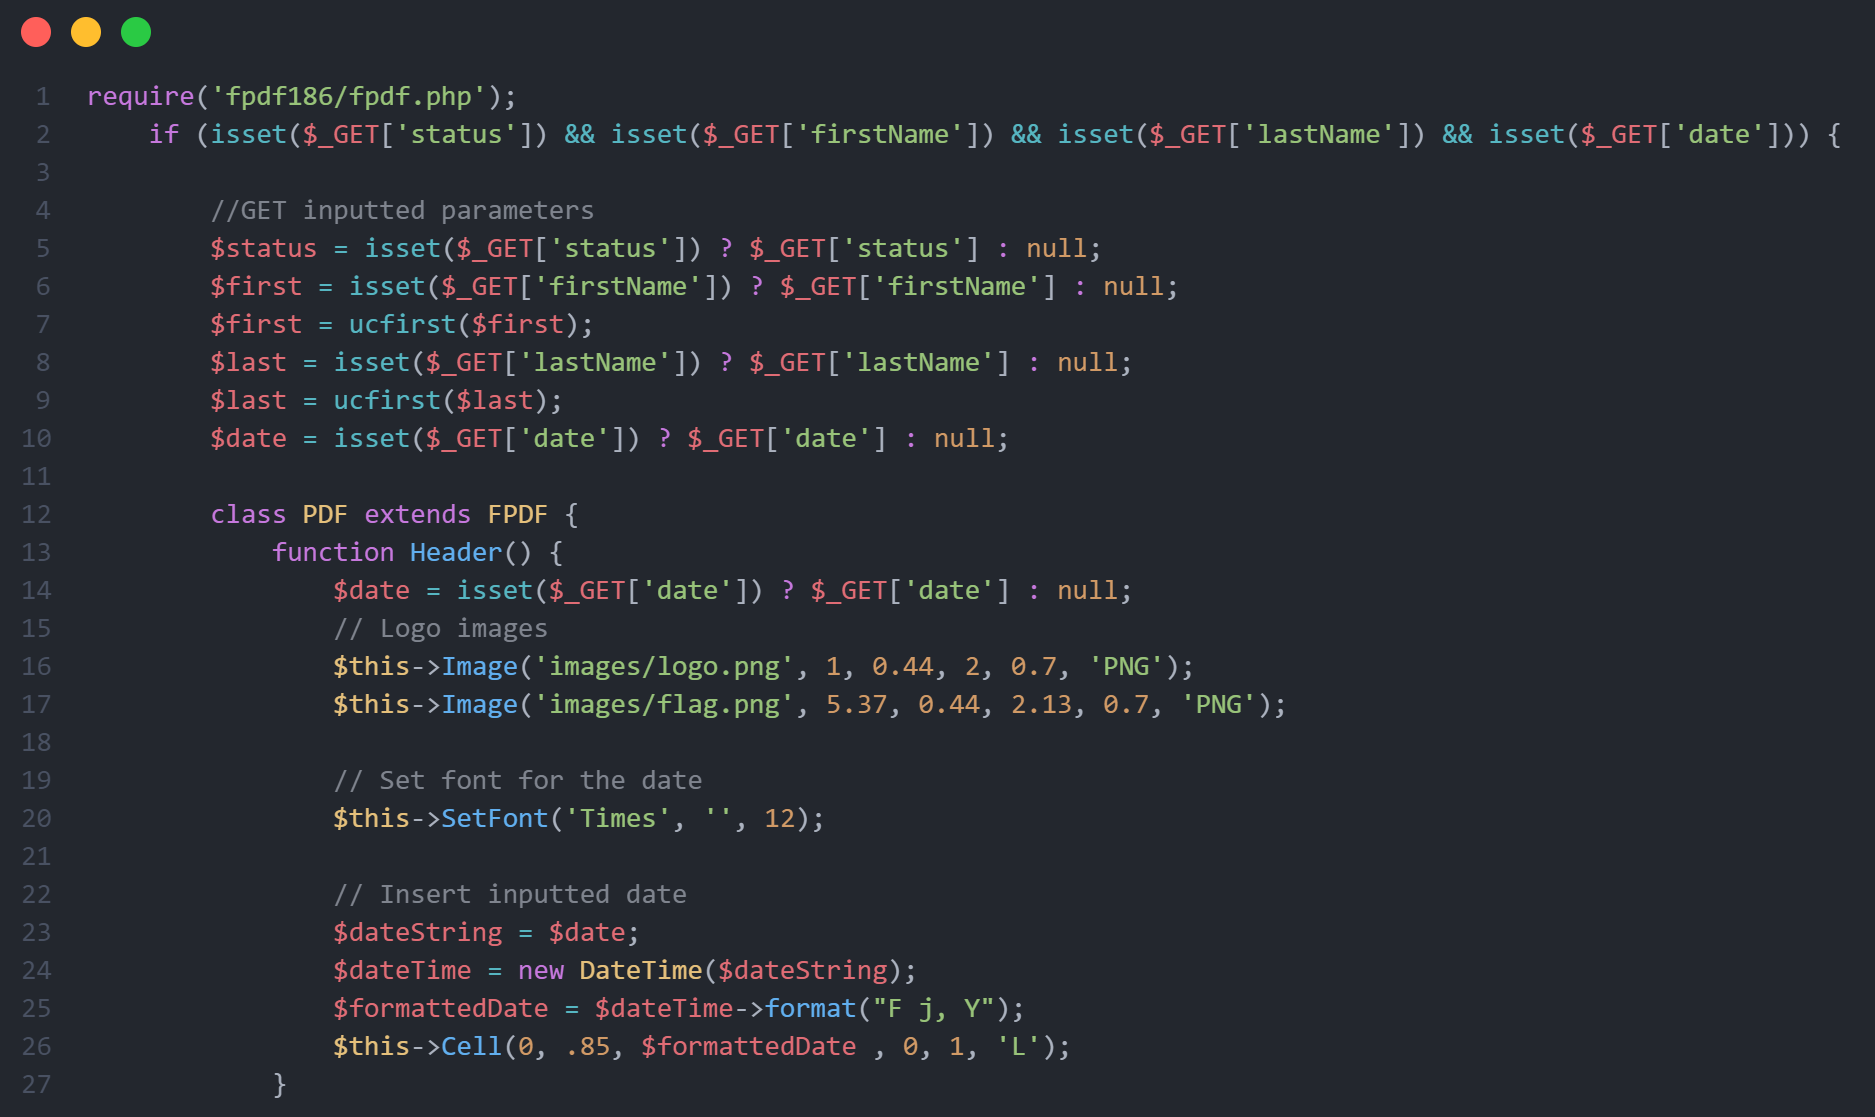 1 require('fpdf186/fpdf.php');
2 if (isset($_GET['status']) && isset($_GET['firstName']) && isset($_GET['lastName']) && isset($_GET['date'])) {
3
4 //GET inputted parameters
5 $status = isset($_GET['status']) ? $_GET['status'] : null;
6 $first = isset($_GET['firstName']) ? $_GET['firstName'] : null;
7 $first = ucfirst($first);
8 $last = isset($_GET['lastName']) ? $_GET['lastName'] : null;
9 $last = ucfirst($last);
10 $date = isset($_GET['date']) ? $_GET['date'] : null;
11
12 class PDF extends FPDF {
13 function Header() {
14 $date = isset($_GET['date']) ? $_GET['date'] : null;
15 // Logo images
16 $this->Image('images/logo.png', 1, 0.44, 2, 0.7, 'PNG');
17 $this->Image('images/flag.png', 5.37, 0.44, 2.13, 0.7, 'PNG');
18
19 // Set font for the date
20 $this->SetFont('Times', '', 12);
21
22 // Insert inputted date
23 $dateString = $date;
24 $dateTime = new DateTime($dateString);
25 $formattedDate = $dateTime->format("F j, Y");
26 $this->Cell(0, .85, $formattedDate , 0, 1, 'L');
27 }